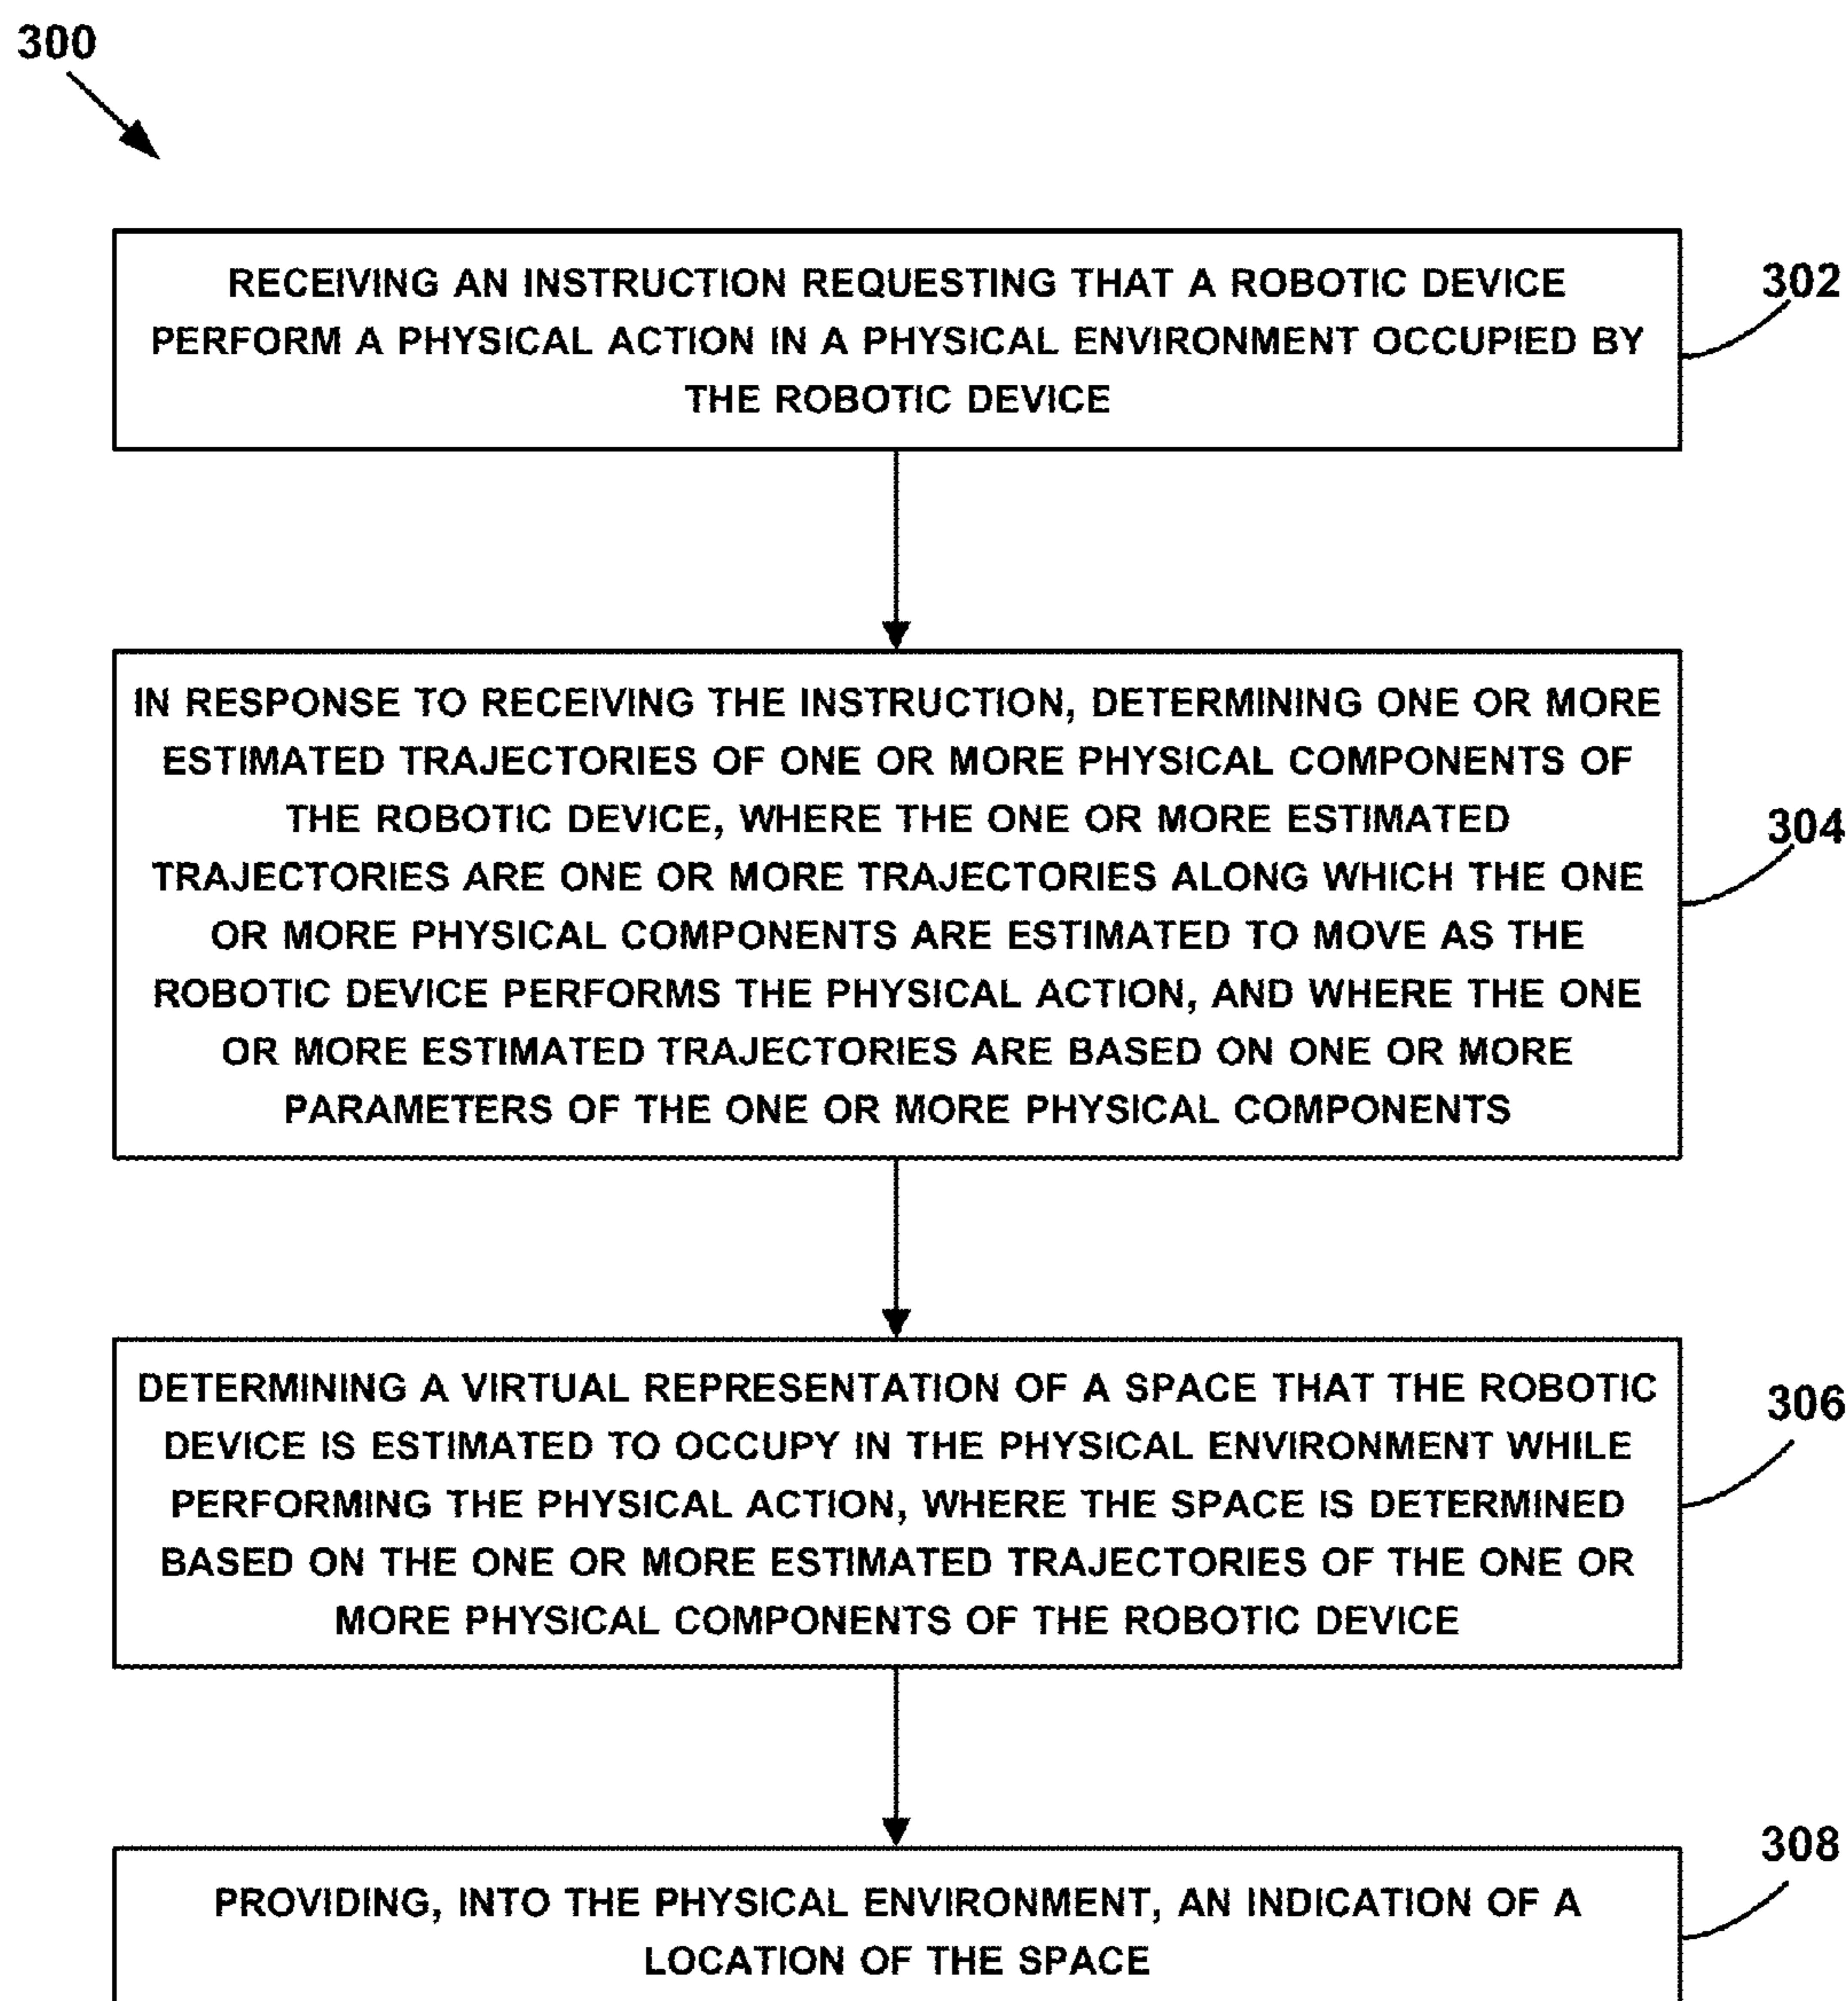 300
RECEIVING AN INSTRUCTION REQUESTING THAT A ROBOTIC DEVICE
PERFORM A PHYSICAL ACTION IN A PHYSICAL ENVIRONMENT OCCUPIED BY
THE ROBOTIC DEVICE
302
IN RESPONSE TO RECEIVING THE INSTRUCTION, DETERMINING ONE OR MORE
ESTIMATED TRAJECTORIES OF ONE OR MORE PHYSICAL COMPONENTS OF
THE ROBOTIC DEVICE, WHERE THE ONE OR MORE ESTIMATED
TRAJECTORIES ARE ONE OR MORE TRAJECTORIES ALONG WHICH THE ONE
OR MORE PHYSICAL COMPONENTS ARE ESTIMATED TO MOVE AS THE
ROBOTIC DEVICE PERFORMS THE PHYSICAL ACTION, AND WHERE THE ONE
OR MORE ESTIMATED TRAJECTORIES ARE BASED ON ONE OR MORE
PARAMETERS OF THE ONE OR MORE PHYSICAL COMPONENTS
304
DETERMINING A VIRTUAL REPRESENTATION OF A SPACE THAT THE ROBOTIC
DEVICE IS ESTIMATED TO OCCUPY IN THE PHYSICAL ENVIRONMENT WHILE
PERFORMING THE PHYSICAL ACTION, WHERE THE SPACE IS DETERMINED
BASED ON THE ONE OR MORE ESTIMATED TRAJECTORIES OF THE ONE OR
MORE PHYSICAL COMPONENTS OF THE ROBOTIC DEVICE
306
PROVIDING, INTO THE PHYSICAL ENVIRONMENT, AN INDICATION OF A
LOCATION OF THE SPACE
308